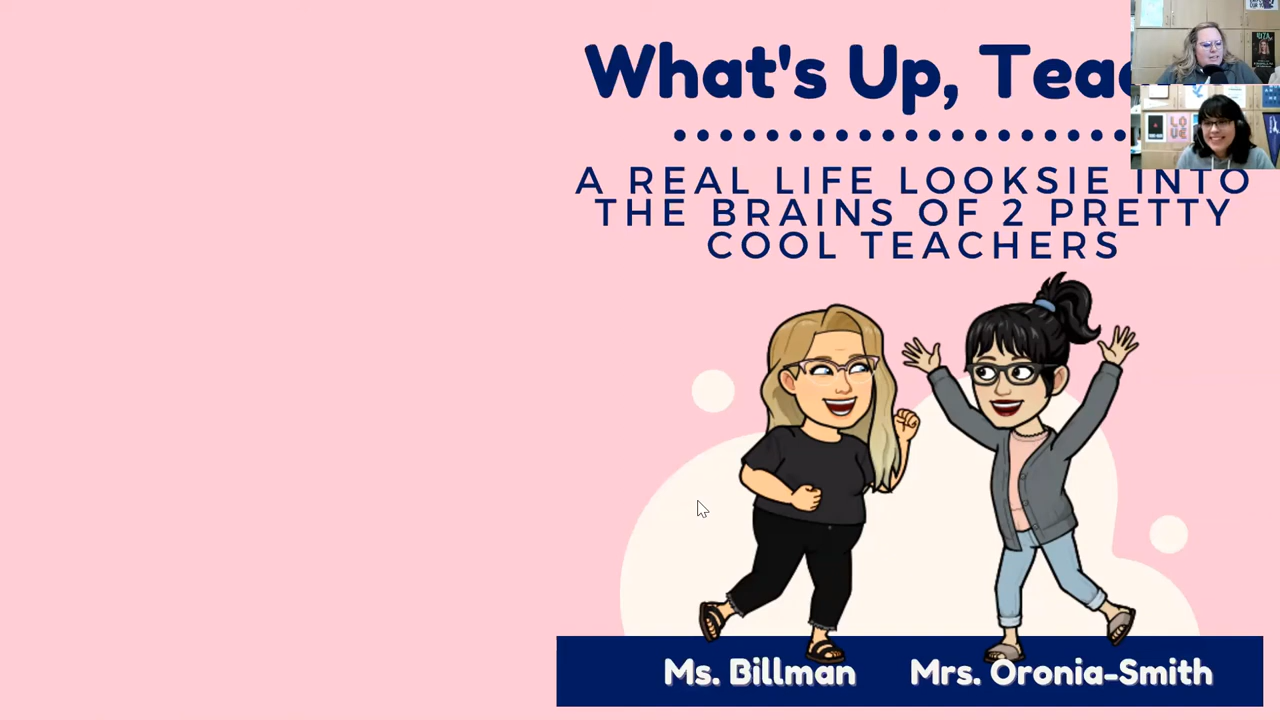 What's Up, Teac
A REAL LIFE LOOKSIE INTO
THE BRAINS OF 2 PRETTY
COOL TEACHERS
Ms. Billman
Mrs. Oronia-Smith